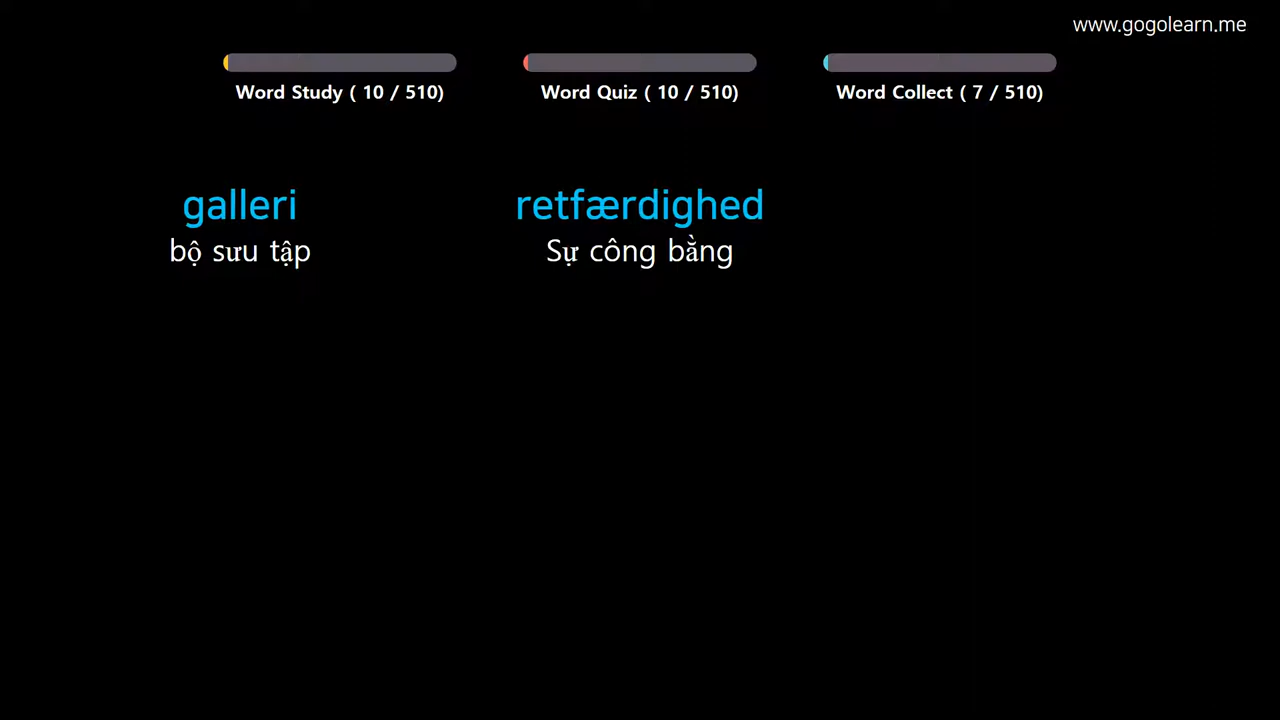 www.gogolearn.me
Word Study ( 10 / 510)
Word Quiz ( 10 / 510)
Word Collect ( 7 / 510)
galleri
bộ sưu tập
retfærdighed
Sự công bằng